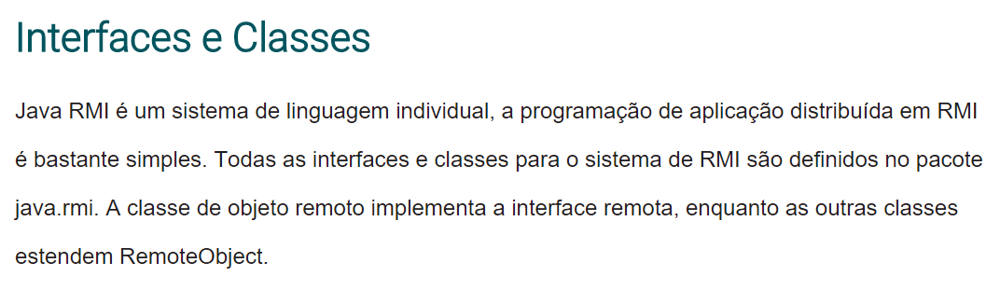 Interfaces e Classes
Java RMI é um sistema de linguagem individual, a programação de aplicação distribuída em RMI
é bastante simples. Todas as interfaces e classes para o sistema de RMI são definidos no pacote
java.rmi. A classe de objeto remoto implementa a interface remota, enquanto as outras classes
estendem RemoteObject.